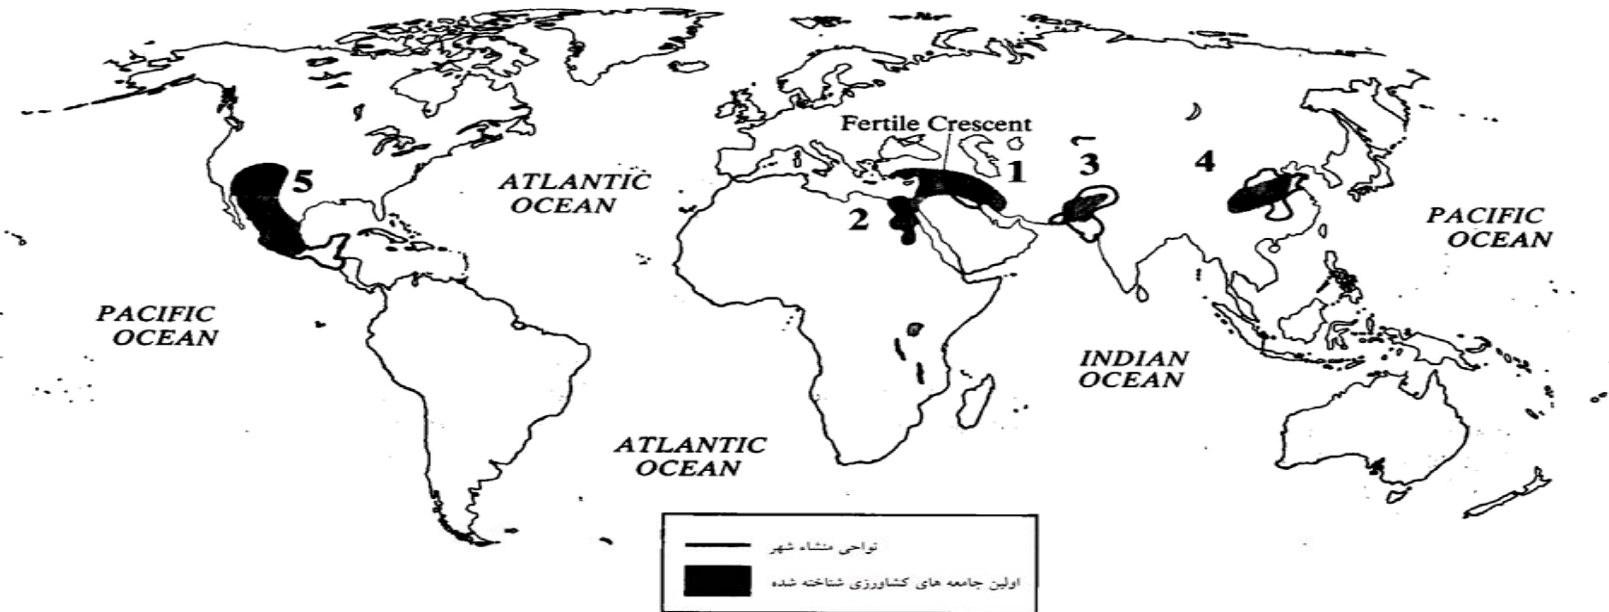 Fertile Crescent
1
3
4
5
ATLANTIC
OCEAN
2
PACIFIC
OCEAN
PACIFIC
OCEAN
INDIAN
OCEAN
ATLANTIC
OCEAN
نواحی منشاء شهر
اولین جامعه های کشاورزی شناخته شده